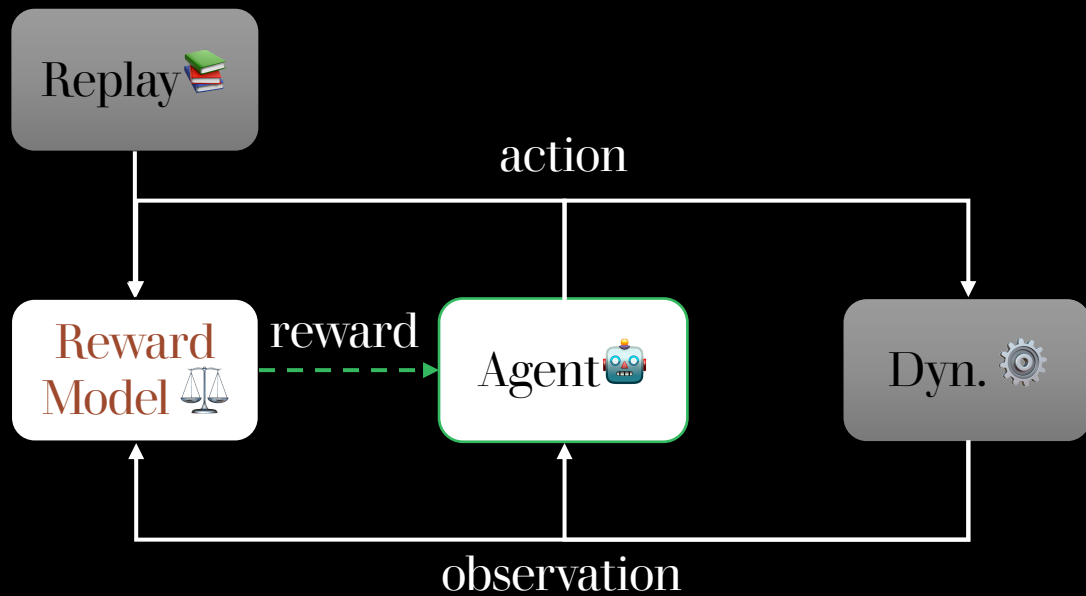 Replay
action
Reward
Model
reward
Agent
Dyn.
observation